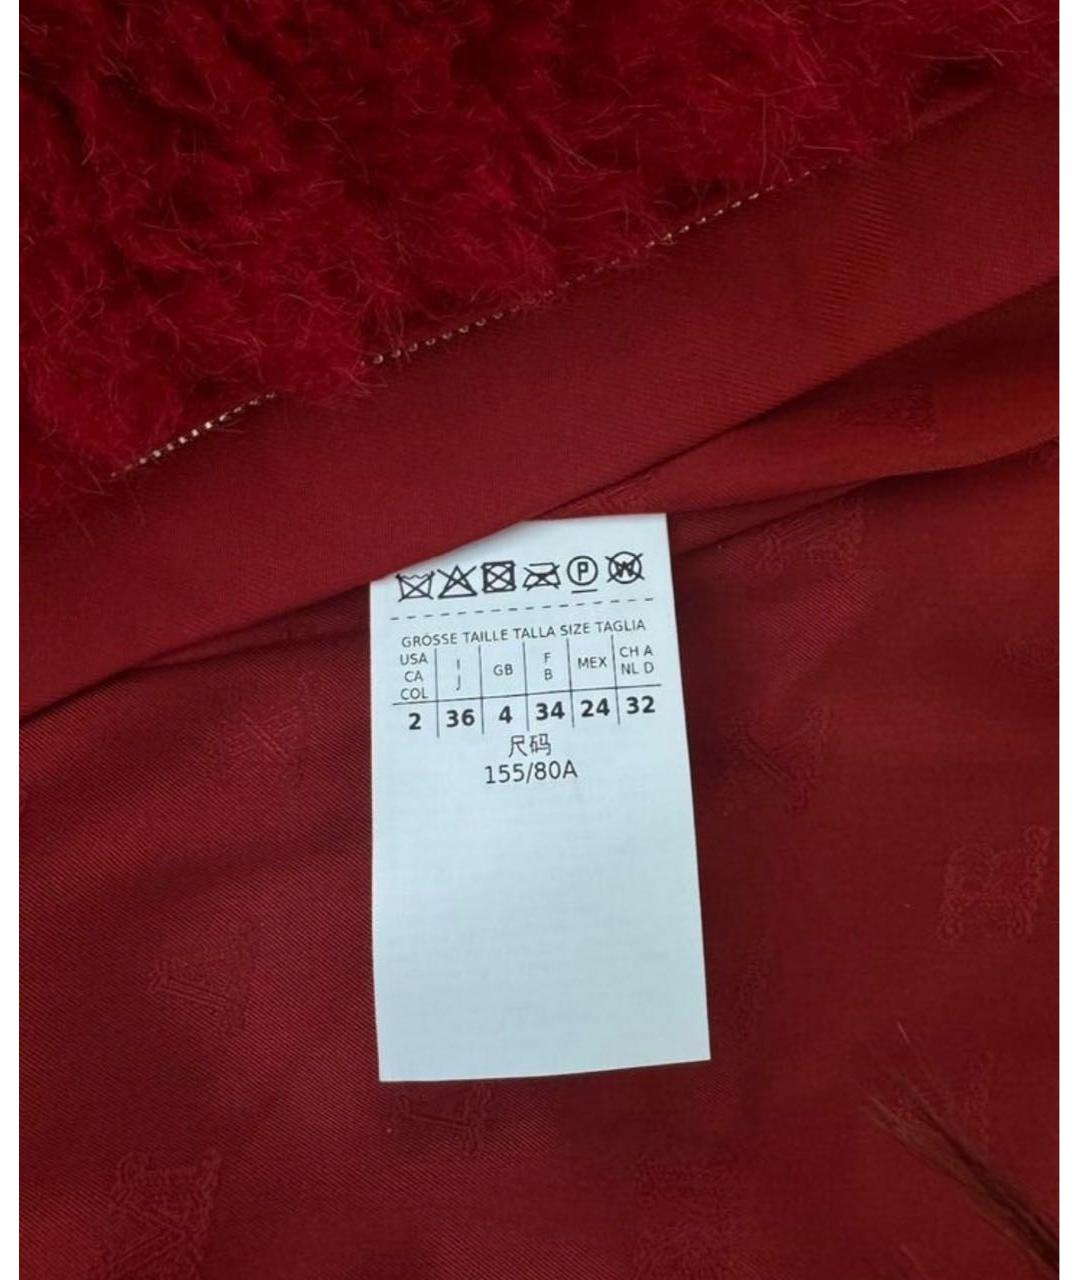 P W
GRÖSSE TAILLE TALLA SIZE TAGLIA
USA CA COL I J GB F B MEX CH A NL D
2 36 4 34 24 32
尺码
155/80A